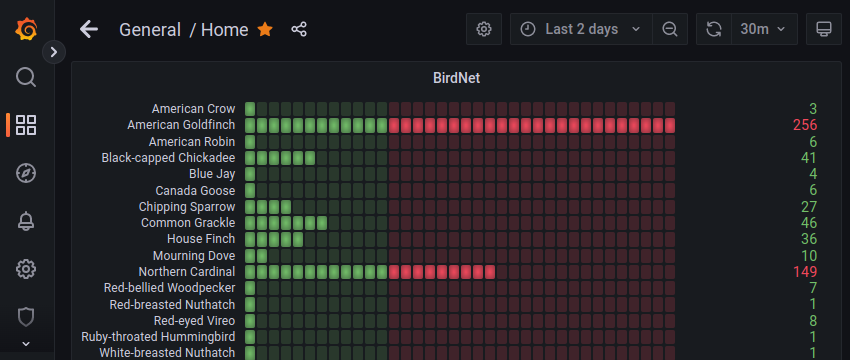 General / Home
Last 2 days
30m
BirdNet
American Crow 3
American Goldfinch 256
American Robin 6
Black-capped Chickadee 41
Blue Jay 4
Canada Goose 6
Chipping Sparrow 27
Common Grackle 46
House Finch 36
Mourning Dove 10
Northern Cardinal 149
Red-bellied Woodpecker 7
Red-breasted Nuthatch 1
Red-eyed Vireo 8
Ruby-throated Hummingbird 1
White-breasted Nuthatch 1